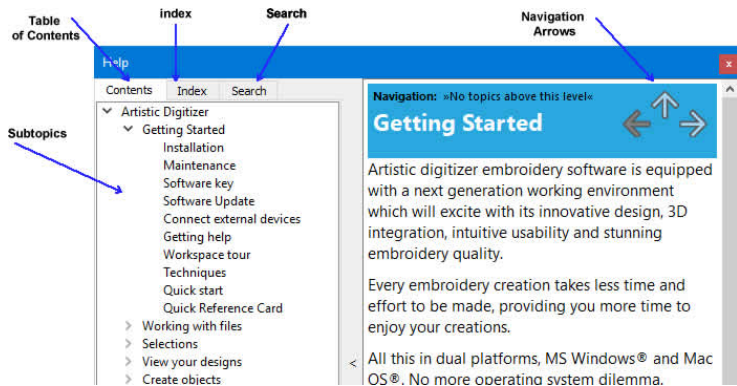 Table
of Contents
index
Search
Navigation
Arrows
Help
Contents Index Search
Artistic Digitizer
Getting Started
Subtopics
Installation
Maintenance
Software key
Software Update
Connect external devices
Getting help
Workspace tour
Techniques
Quick start
Quick Reference Card
Working with files
Selections
View your designs
Create objects
<
x
Navigation: »No topics above this level«
Getting Started
Artistic digitizer embroidery software is equipped
with a next generation working environment
which will excite with its innovative design, 3D
integration, intuitive usability and stunning
embroidery quality.
Every embroidery creation takes less time and
effort to be made, providing you more time to
enjoy your creations.
All this in dual platforms, MS Windows® and Mac
OS®. No more operating system dilemma.